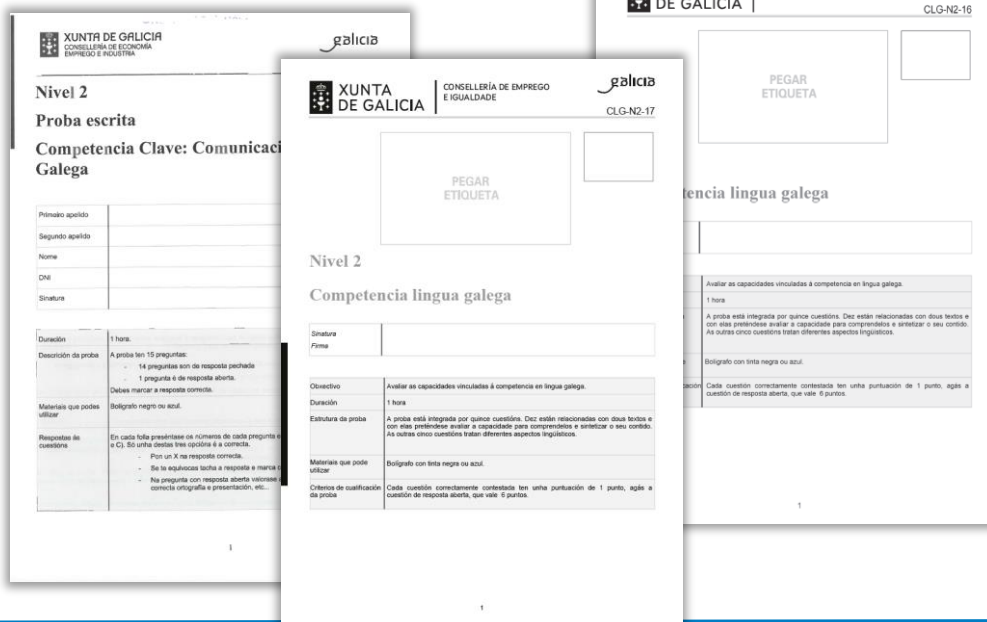 XUNTA DE GALICIA
CONSELLERÍA DE ECONOMÍA
EMPREGO E INDUSTRIA
galicia
Nivel 2
Proba escrita
Competencia Clave: Comunicaci
Galega
Primeiro apelido
Segundo apelido
Nome
DNI
Sinatura
Duración 1 hora.
Descrición da proba A proba ten 15 preguntas:
- 14 preguntas son de resposta pechada
- 1 pregunta é de resposta aberta.
Debes marcar a resposta correcta.
Materiais que podes Bolígrafo negro ou azul.
utilizar
Respostas ás En cada folla preséntase os números de cada pregunta e
cuestións e C). Só unha destas tres opcións é a correcta.
- Pon un X na resposta correcta.
- Se te equivocas tacha a resposta e marca
- Na pregunta con resposta aberta valorase
correcta ortografía e presentación, etc...
1
XUNTA
DE GALICIA
CONSELLERÍA DE EMPREGO
E IGUALDADE
galicia
CLG-N2-17
PEGAR
ETIQUETA
Nivel 2
Competencia lingua galega
Sinatura
Firma
Obxectivo Avaliar as capacidades vinculadas á competencia en lingua galega.
Duración 1 hora
Estrutura da proba A proba está integrada por quince cuestións. Dez están relacionadas con dous textos e
con elas preténdese avaliar a capacidade para comprendelos e sintetizar o seu contido.
As outras cinco cuestións tratan diferentes aspectos lingüísticos.
Materiais que pode Bolígrafo con tinta negra ou azul.
utilizar
Criterios de cualificación Cada cuestión correctamente contestada ten unha puntuación de 1 punto, agás a
da proba cuestión de resposta aberta, que vale 6 puntos.
1
DE GALICIA
CLG-N2-16
PEGAR
ETIQUETA
tencia lingua galega
Avaliar as capacidades vinculadas á competencia en lingua galega.
1 hora
A proba está integrada por quince cuestións. Dez están relacionadas con dous textos e
con elas preténdese avaliar a capacidade para comprendelos e sintetizar o seu contido.
As outras cinco cuestións tratan diferentes aspectos lingüísticos.
Bolígrafo con tinta negra ou azul.
Cada cuestión correctamente contestada ten unha puntuación de 1 punto, agás a
cuestión de resposta aberta, que vale 6 puntos.
1